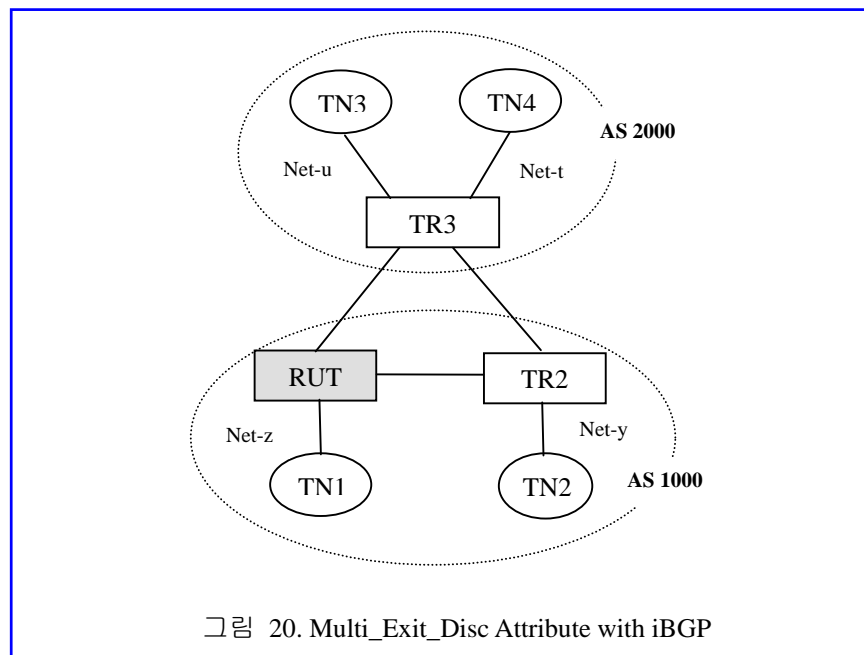 TN3
TN4
AS 2000
Net-u
Net-t
TR3
RUT
TR2
Net-z
Net-y
TN1
TN2
AS 1000
그림 20. Multi_Exit_Disc Attribute with iBGP